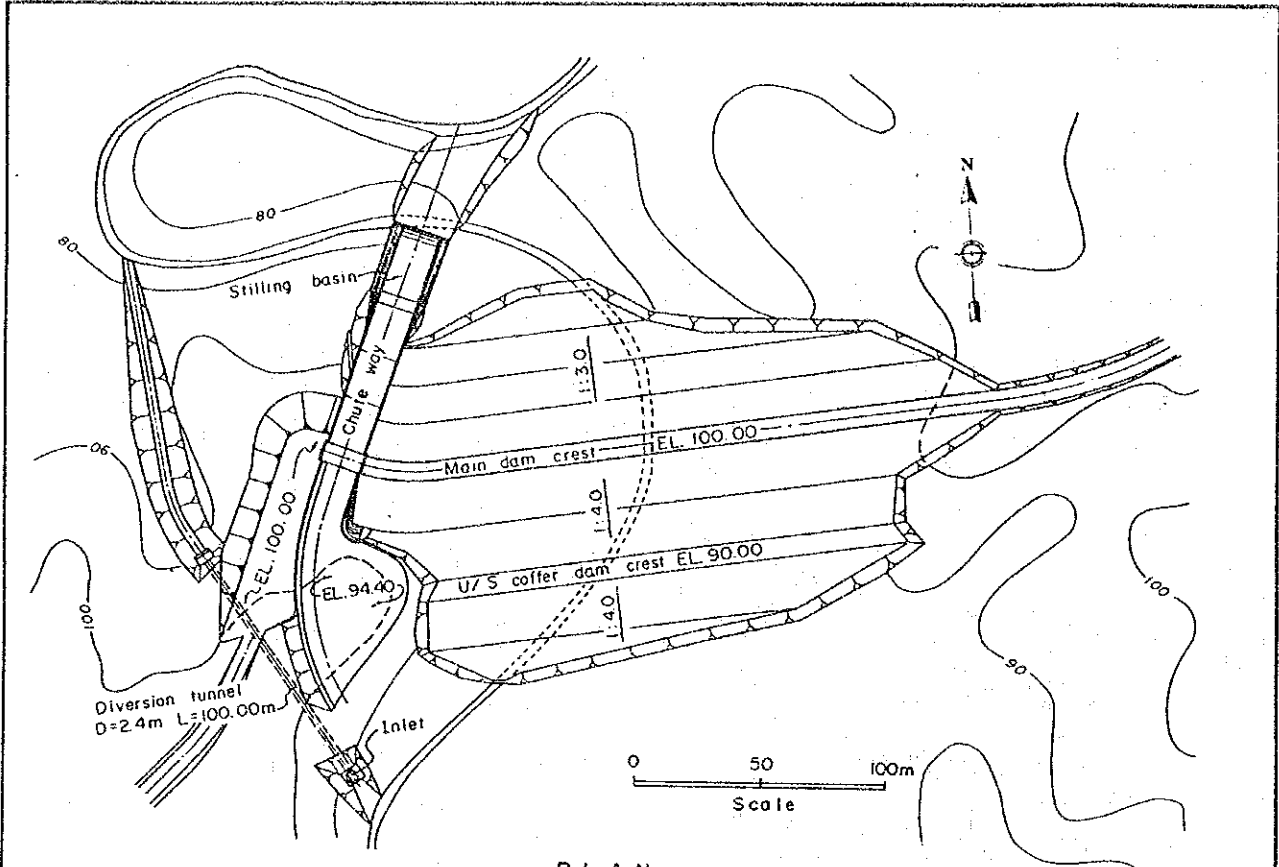 N
80
80
Stilling basin
1:3.0
Chute way
Main dam crest
EL. 100.00
90
EL. 100.00
1:4.0
U/S coffer dam crest EL. 90.00
EL. 94.40
1:4.0
100
100
90
Diversion tunnel
D=2.4m L=100.00m
Inlet
0 50 100m
Scale